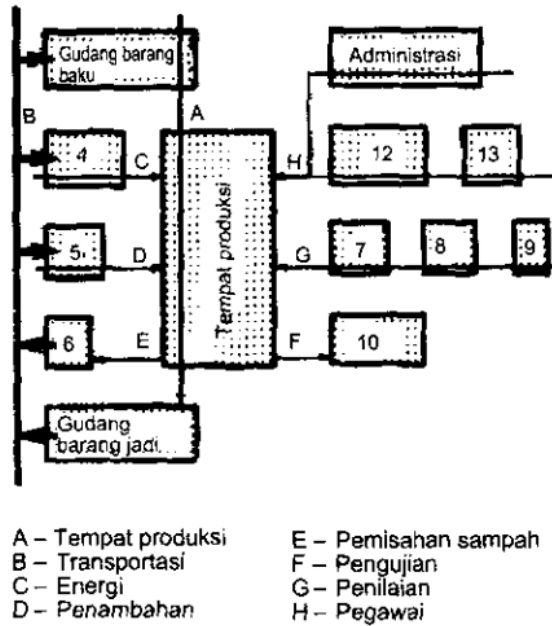 Gudang barang
baku
Administrasi
B
A
4
C
H
12
13
5
D
Tempat produksi
G
7
8
9
6
E
F
10
Gudang
barang jadi
A – Tempat produksi
B – Transportasi
C – Energi
D – Penambahan
E – Pemisahan sampah
F – Pengujian
G – Penilaian
H – Pegawai